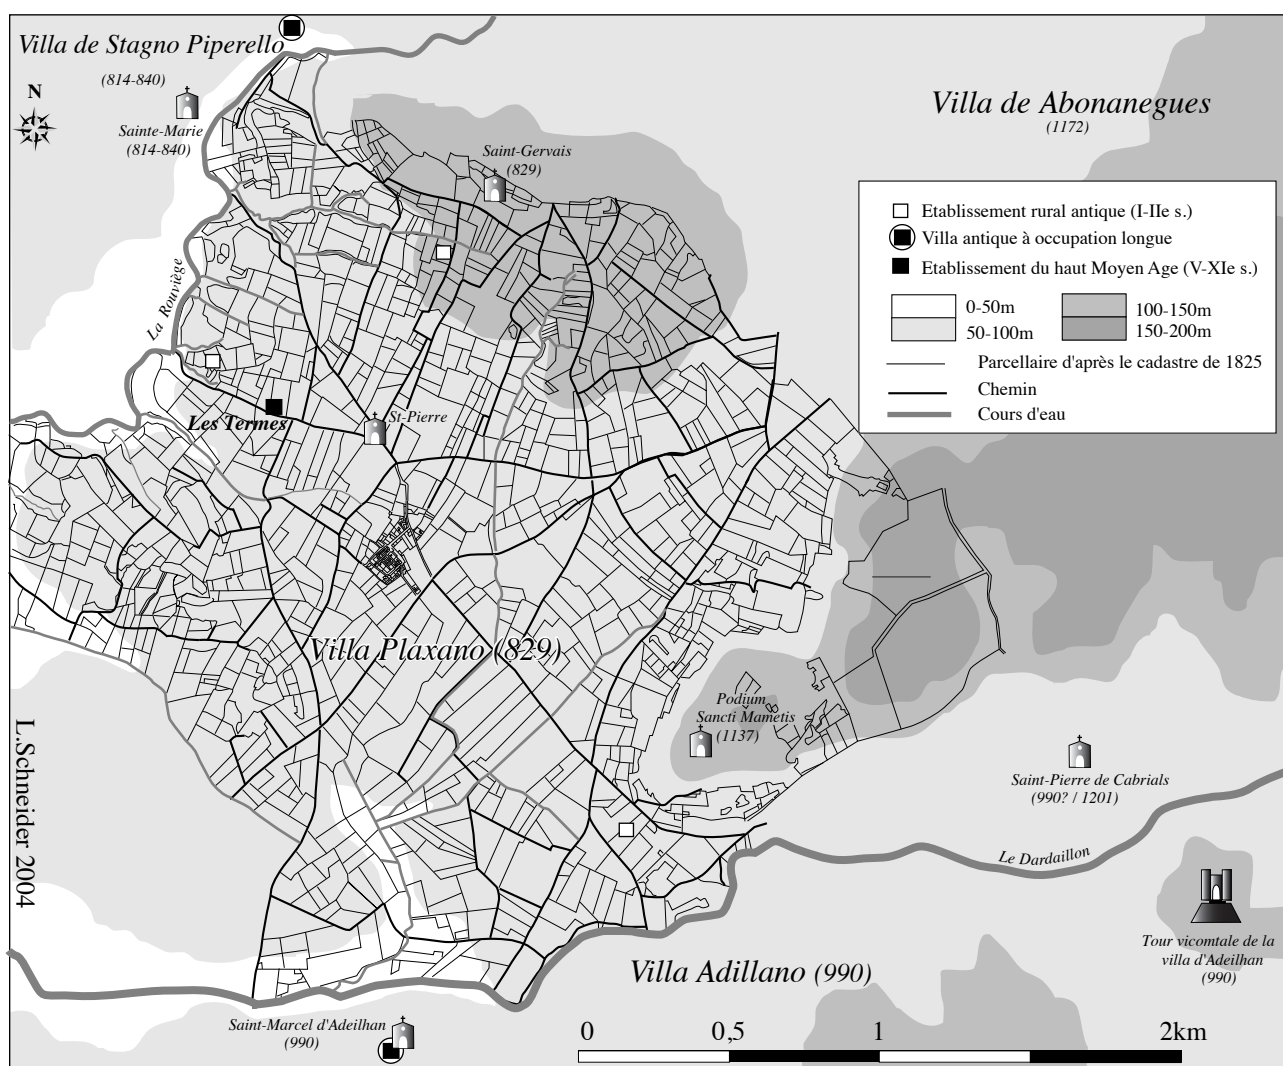 Villa de Stagno Piperello
(814-840)
N
Sainte-Marie
(814-840)
Saint-Gervais
(829)
Villa de Abonanegues
(1172)
Etablissement rural antique (I-IIe s.)
Villa antique à occupation longue
Etablissement du haut Moyen Age (V-XIe s.)
0-50m
50-100m
100-150m
150-200m
Parcellaire d'après le cadastre de 1825
Chemin
Cours d'eau
La Rouviège
Les Termes
St-Pierre
Villa Plaxano (829)
Podium
Sancti Mametis
(1137)
Saint-Pierre de Cabrials
(990? / 1201)
Le Dardaillon
Tour vicomtale de la
villa d'Adeilhan
(990)
Villa Adillano (990)
Saint-Marcel d'Adeilhan
(990)
0 0,5 1 2km
L.Schneider 2004